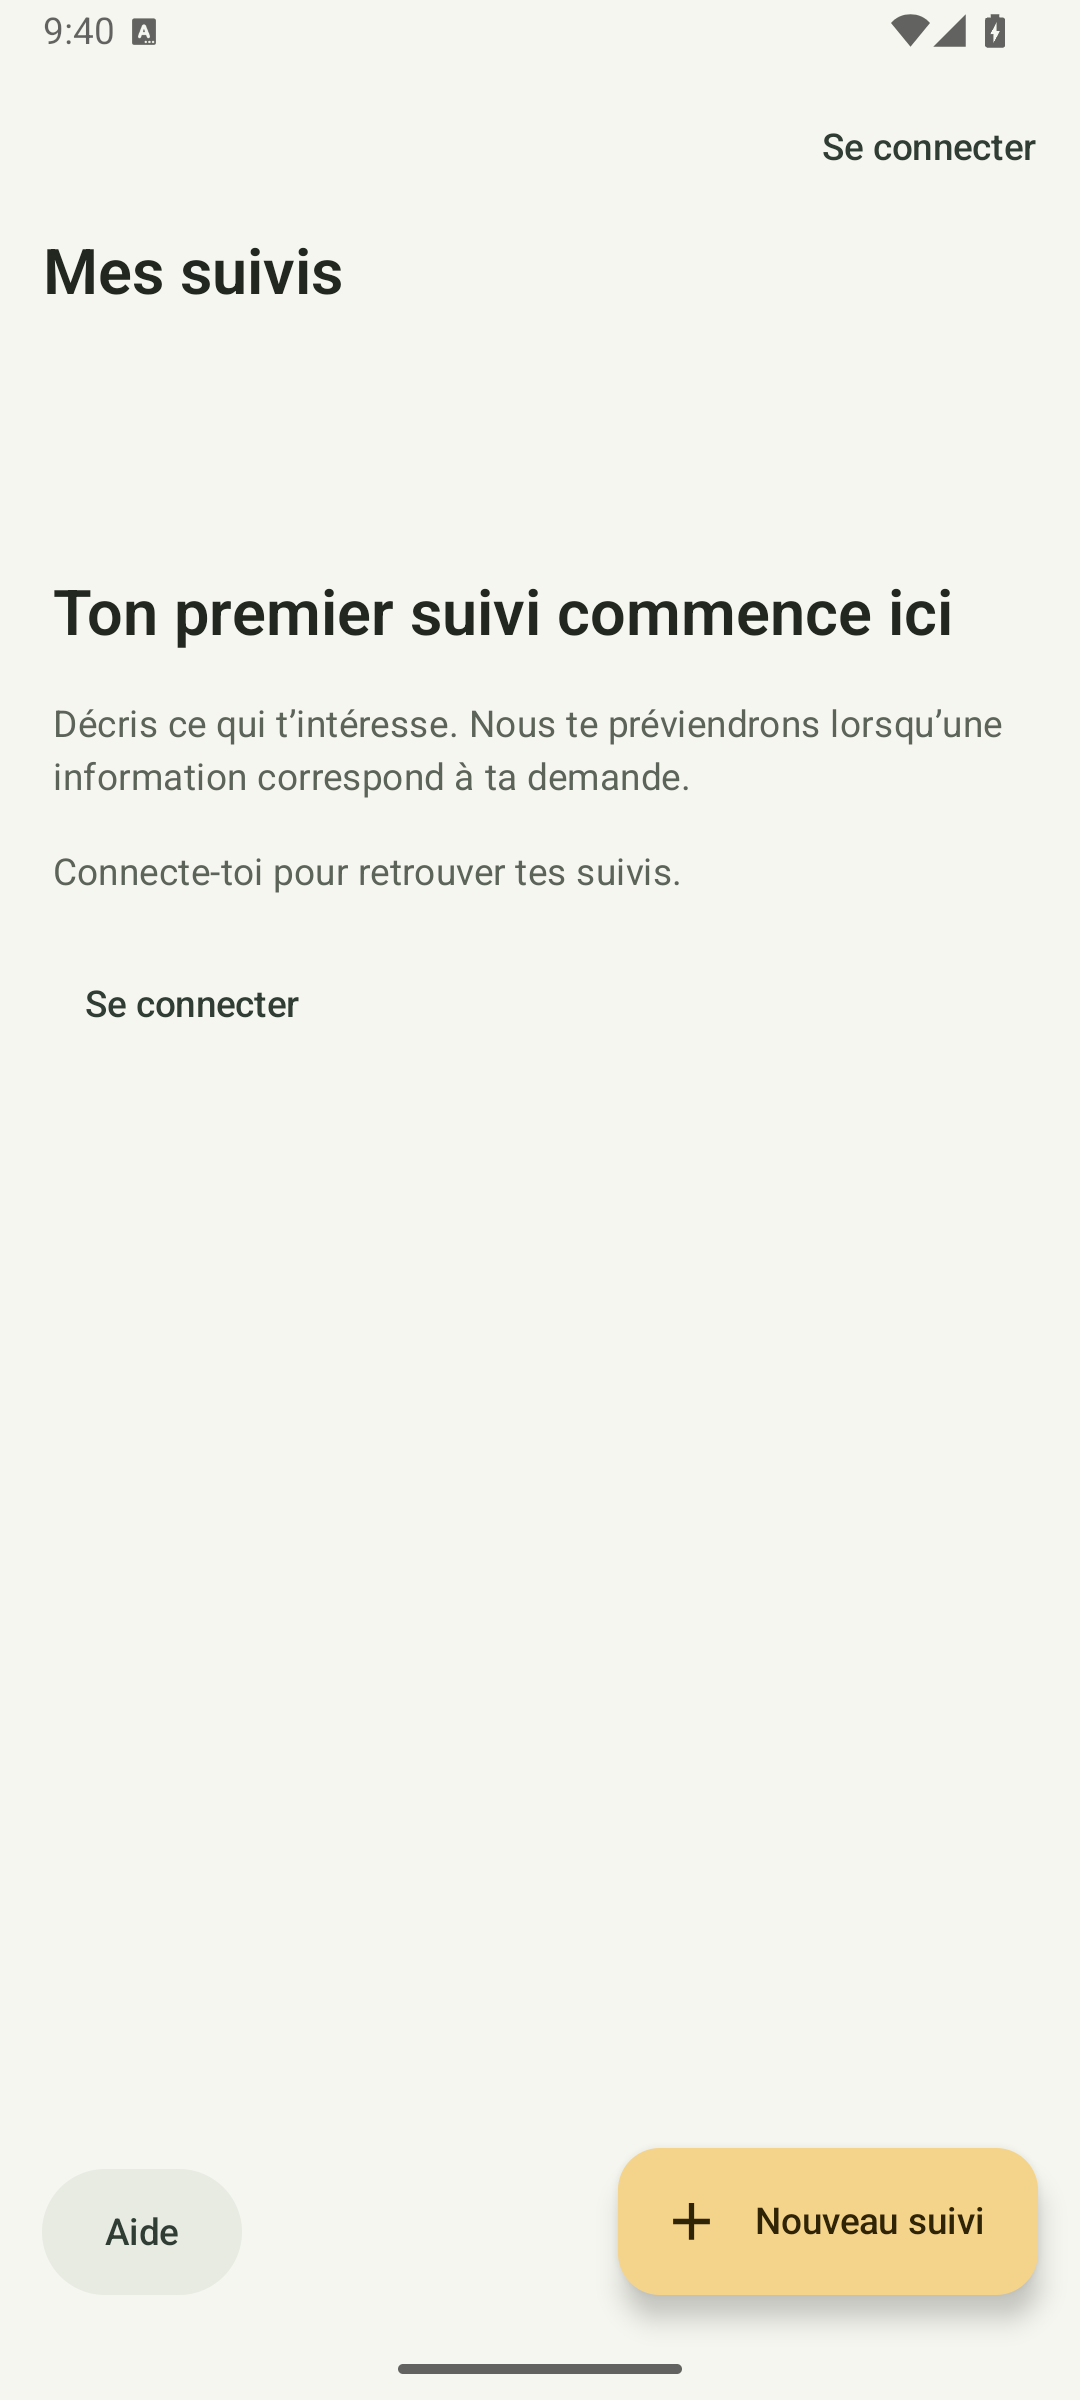 9:40
Se connecter
Mes suivis
Ton premier suivi commence ici
Décris ce qui t’intéresse. Nous te préviendrons lorsqu’une
information correspond à ta demande.
Connecte-toi pour retrouver tes suivis.
Se connecter
Aide
Nouveau suivi